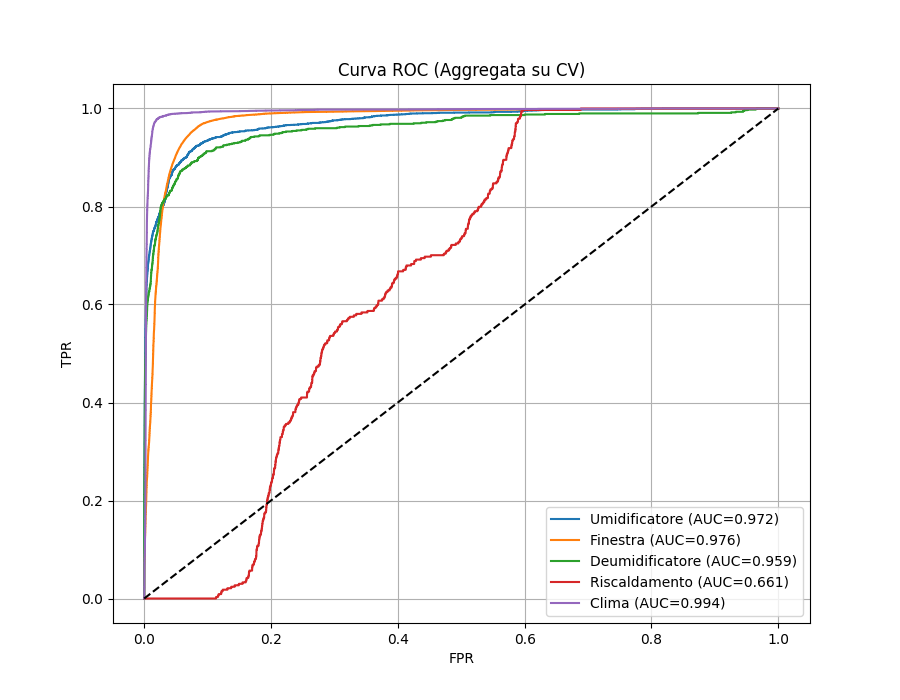 Curva ROC (Aggregata su CV)
TPR
1.0
0.8
0.6
0.4
0.2
0.0
0.0 0.2 0.4 0.6 0.8 1.0
FPR
Umidificatore (AUC=0.972)
Finestra (AUC=0.976)
Deumidificatore (AUC=0.959)
Riscaldamento (AUC=0.661)
Clima (AUC=0.994)